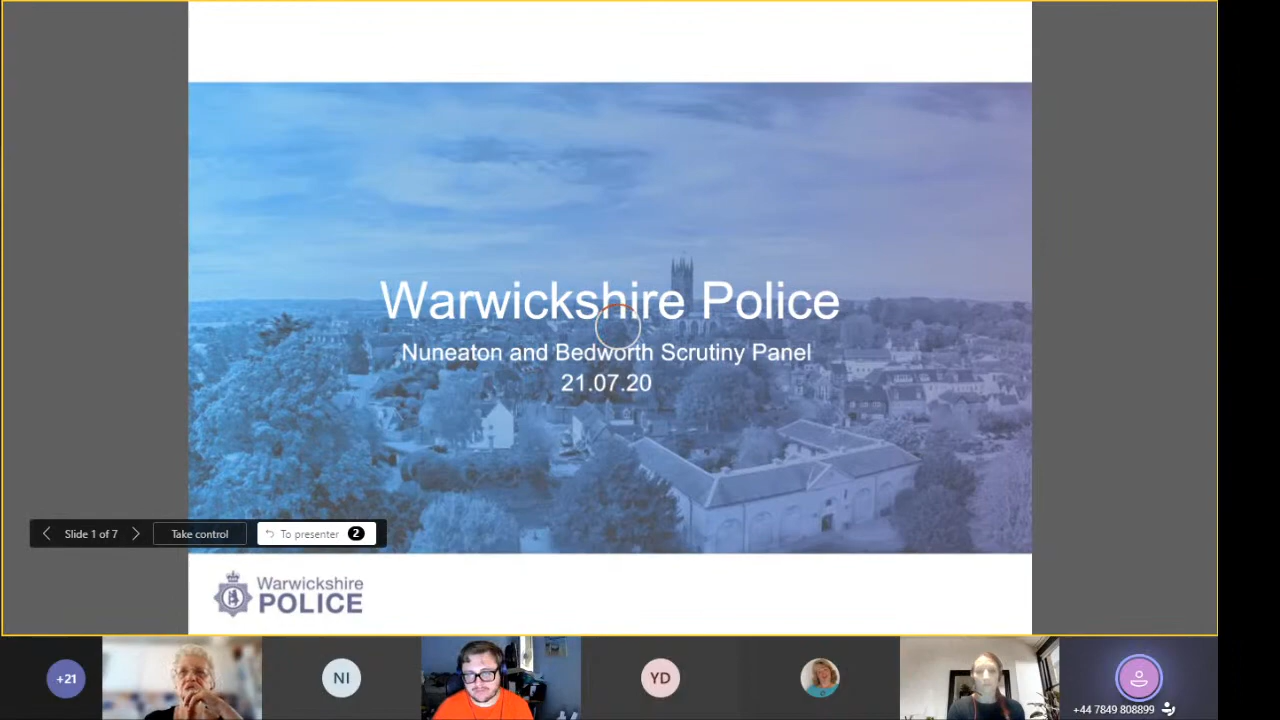 Warwickshire Police
Nuneaton and Bedworth Scrutiny Panel
21.07.20
Slide 1 of 7
Take control
To presenter 2
Warwickshire
POLICE
+21
NI
YD
+44 7849 808899